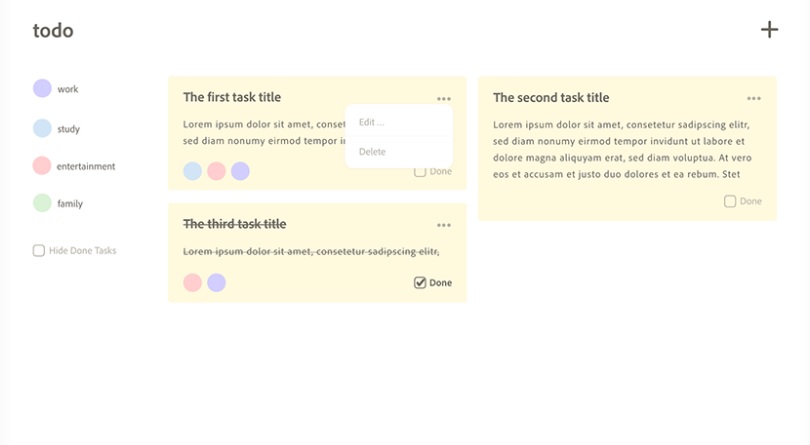 todo
work
study
entertainment
family
Hide Done Tasks
The first task title
Lorem ipsum dolor sit amet,
sed diam nonumy eirmod tempor
Edit ...
Delete
Done
The third task title
Lorem ipsum dolor sit amet, consetetur sadipscing elitr,
Done
The second task title
Lorem ipsum dolor sit amet, consetetur sadipscing elitr,
sed diam nonumy eirmod tempor invidunt ut labore et
dolore magna aliquyam erat, sed diam voluptua. At vero
eos et accusam et justo duo dolores et ea rebum. Stet
Done